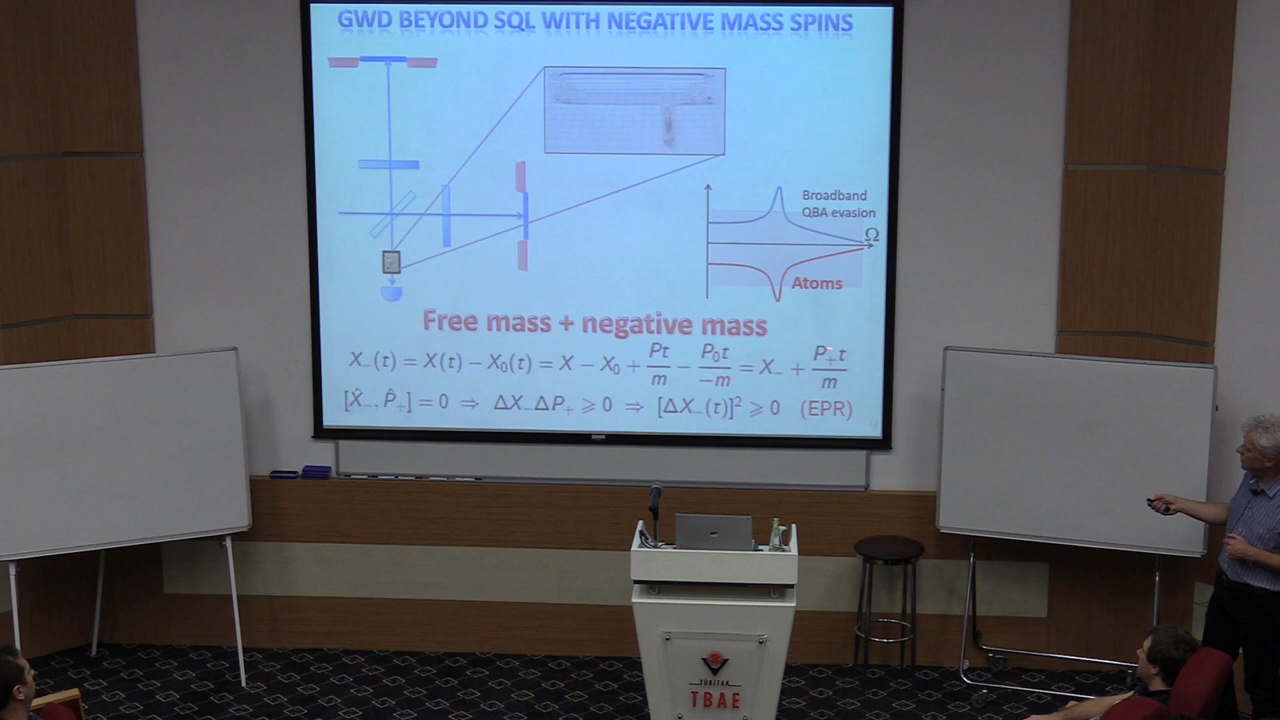 GWD BEYOND SQL WITH NEGATIVE MASS SPINS
Broadband
QBA evasion
Ω
Atoms
Free mass + negative mass
X₋(t) = X(t) − X₀(t) = X − X₀ + Pt/m − P₀t/−m = X₋ + P₊t/m
[X̂₋, P̂₊] = 0 ⇒ ΔX₋ΔP₊ ⩾ 0 ⇒ [ΔX₋(t)]² ⩾ 0 (EPR)
TÜBİTAK
TBAE